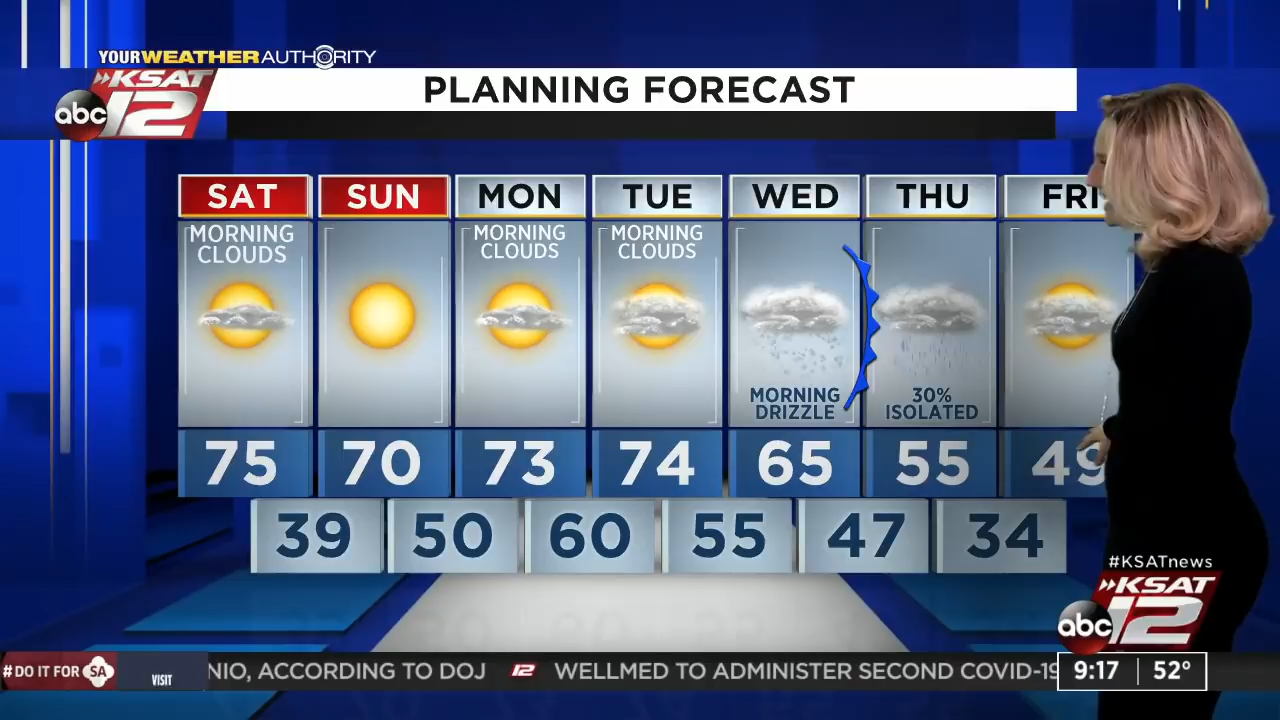 YOURWEATHERAUTHORITY
KSAT
abc 12
PLANNING FORECAST
SAT SUN MON TUE WED THU FRI
MORNING CLOUDS
MORNING CLOUDS
MORNING CLOUDS
MORNING DRIZZLE
30% ISOLATED
75 70 73 74 65 55 49
39 50 60 55 47 34
#KSATnews
KSAT
abc 12
#DO IT FOR SA
VISIT
NIO, ACCORDING TO DOJ 12 WELLMED TO ADMINISTER SECOND COVID-19
9:17 52°